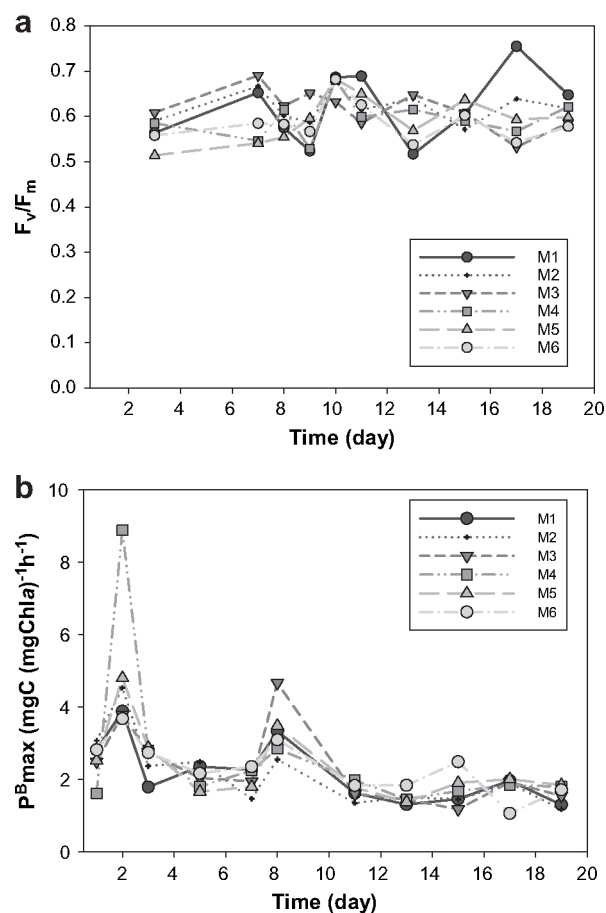 a
0.8
0.7
0.6
0.5
0.4
0.3
0.2
0.1
0.0
Fv/Fm
M1
M2
M3
M4
M5
M6
2 4 6 8 10 12 14 16 18 20
Time (day)
b
10
8
6
4
2
0
P^Bmax (mgC (mgChla)^-1h^-1)
M1
M2
M3
M4
M5
M6
2 4 6 8 10 12 14 16 18 20
Time (day)